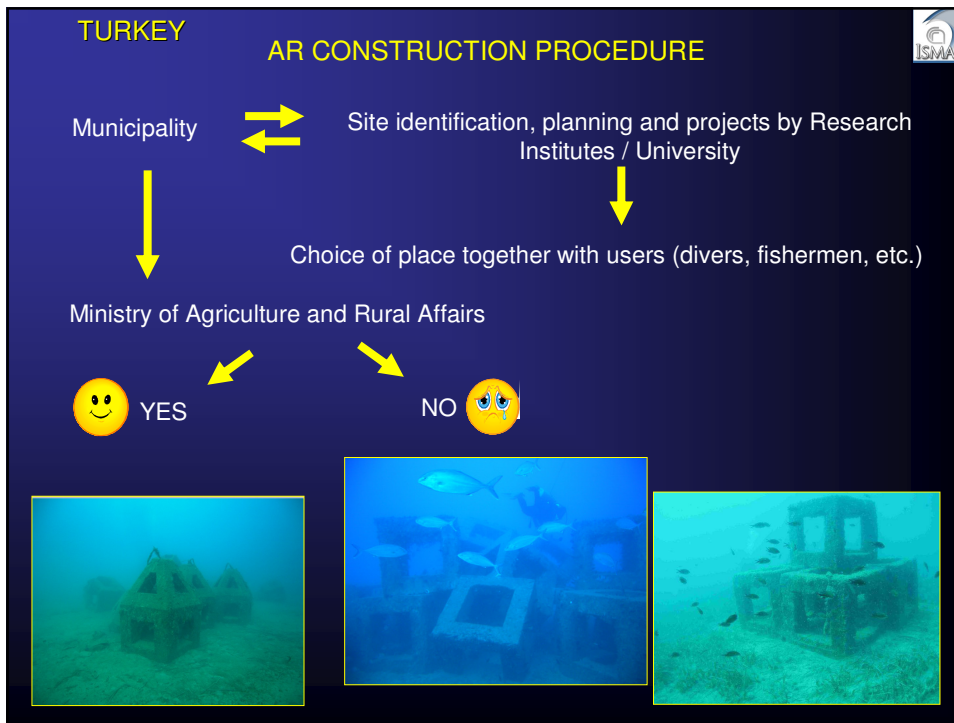 TURKEY
AR CONSTRUCTION PROCEDURE
ISMA
Municipality
Site identification, planning and projects by Research
Institutes / University
Choice of place together with users (divers, fishermen, etc.)
Ministry of Agriculture and Rural Affairs
YES
NO